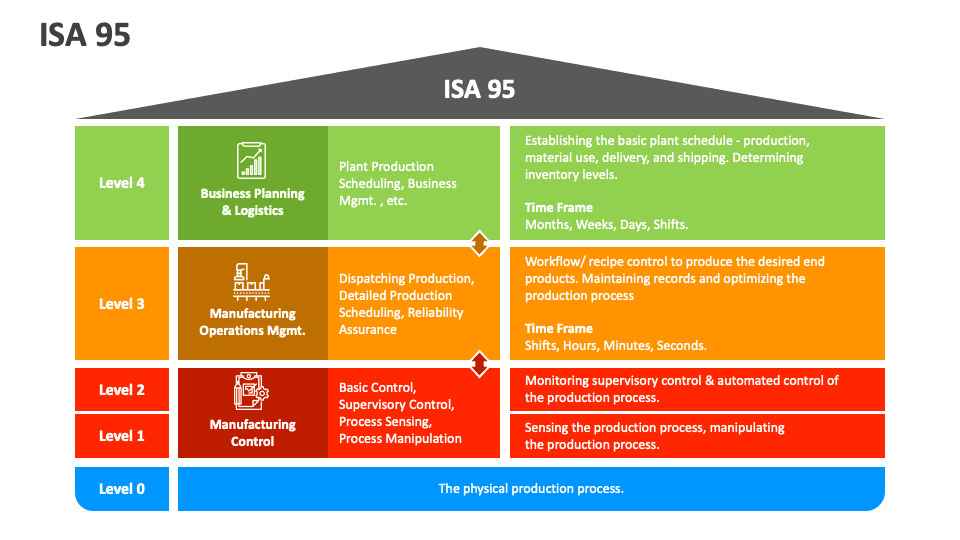 ISA 95
ISA 95
Level 4
Business Planning
& Logistics
Plant Production
Scheduling, Business
Mgmt. , etc.
Establishing the basic plant schedule - production,
material use, delivery, and shipping. Determining
inventory levels.
Time Frame
Months, Weeks, Days, Shifts.
Level 3
Manufacturing
Operations Mgmt.
Dispatching Production,
Detailed Production
Scheduling, Reliability
Assurance
Workflow/ recipe control to produce the desired end
products. Maintaining records and optimizing the
production process
Time Frame
Shifts, Hours, Minutes, Seconds.
Level 2
Level 1
Manufacturing
Control
Basic Control,
Supervisory Control,
Process Sensing,
Process Manipulation
Monitoring supervisory control & automated control of
the production process.
Sensing the production process, manipulating
the production process.
Level 0
The physical production process.